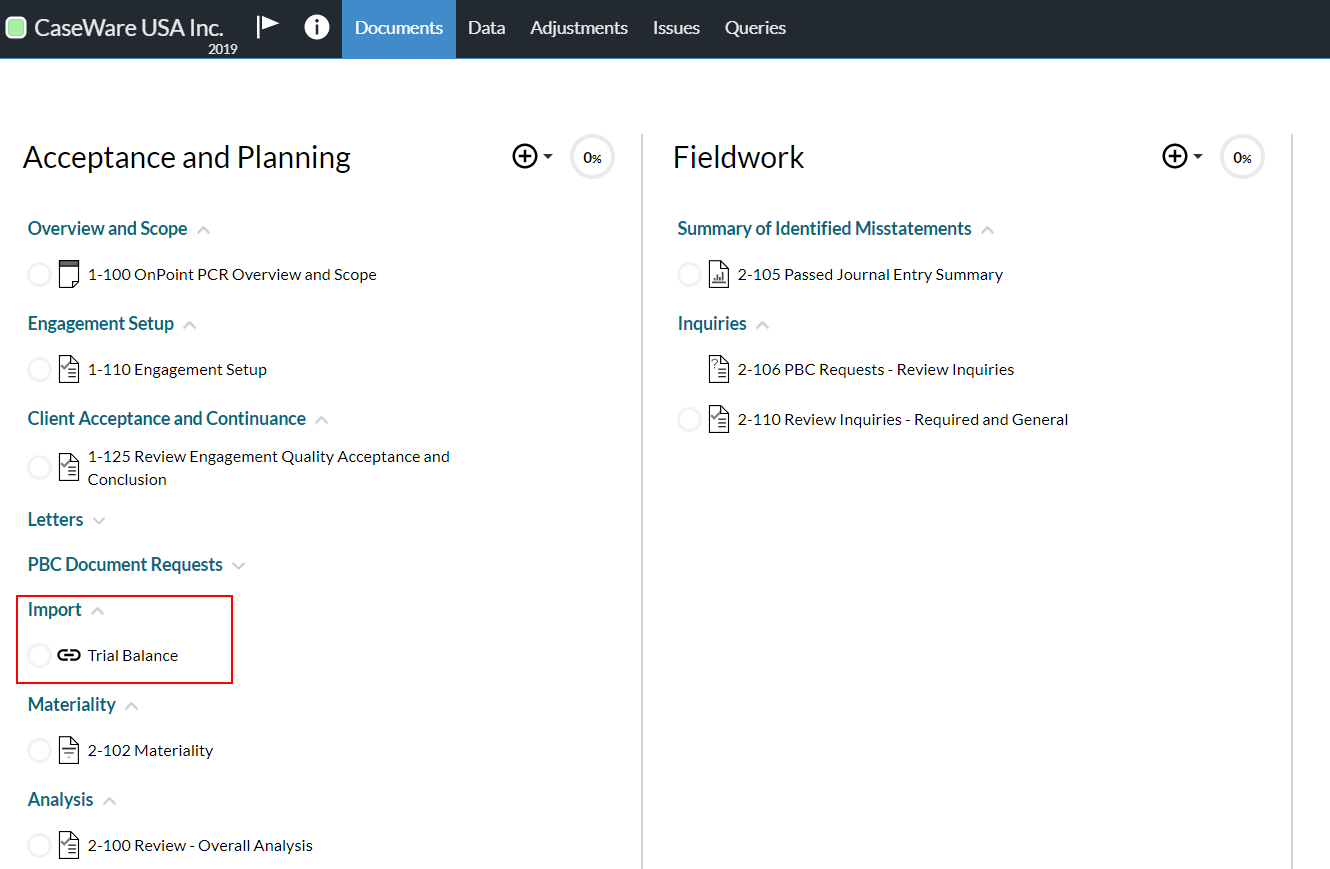 CaseWare USA Inc.
2019
Documents
Data
Adjustments
Issues
Queries
Acceptance and Planning
0%
Overview and Scope
1-100 OnPoint PCR Overview and Scope
Engagement Setup
1-110 Engagement Setup
Client Acceptance and Continuance
1-125 Review Engagement Quality Acceptance and
Conclusion
Letters
PBC Document Requests
Import
Trial Balance
Materiality
2-102 Materiality
Analysis
2-100 Review - Overall Analysis
Fieldwork
0%
Summary of Identified Misstatements
2-105 Passed Journal Entry Summary
Inquiries
2-106 PBC Requests - Review Inquiries
2-110 Review Inquiries - Required and General